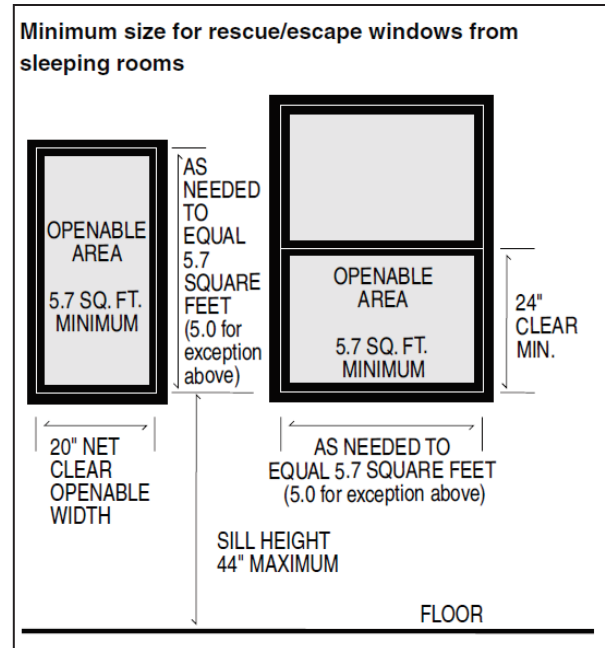 Minimum size for rescue/escape windows from
sleeping rooms
AS
NEEDED
TO
EQUAL
5.7
SQUARE
FEET
(5.0 for
exception
above)
OPENABLE
AREA
5.7 SQ. FT.
MINIMUM
OPENABLE
AREA
5.7 SQ. FT.
MINIMUM
24"
CLEAR
MIN.
20" NET
CLEAR
OPENABLE
WIDTH
AS NEEDED TO
EQUAL 5.7 SQUARE FEET
(5.0 for exception above)
SILL HEIGHT
44" MAXIMUM
FLOOR